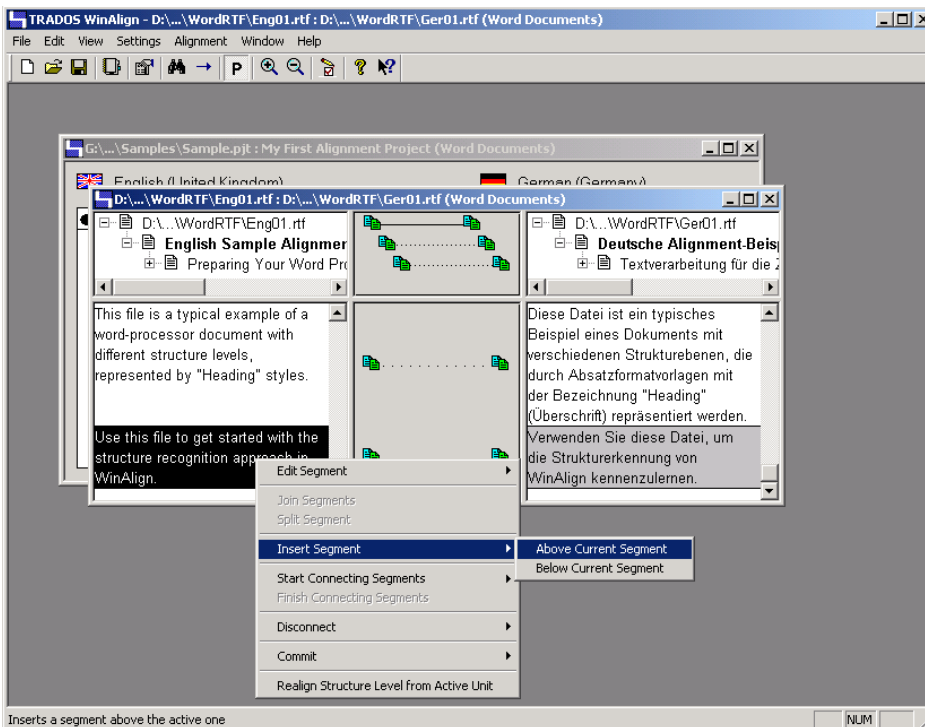 TRADOS WinAlign - D:\...\WordRTF\Eng01.rtf : D:\...\WordRTF\Ger01.rtf (Word Documents)
File Edit View Settings Alignment Window Help
P
G:\...\Samples\Sample.pjt : My First Alignment Project (Word Documents)
English (United Kingdom) German (Germany)
D:\...\WordRTF\Eng01.rtf : D:\...\WordRTF\Ger01.rtf (Word Documents)
D:\...\WordRTF\Eng01.rtf
English Sample Alignmer
Preparing Your Word Pro
D:\...\WordRTF\Ger01.rtf
Deutsche Alignment-Beis
Textverarbeitung für die
This file is a typical example of a
word-processor document with
different structure levels,
represented by "Heading" styles.
Use this file to get started with the
structure recognition approach in
WinAlign.
Diese Datei ist ein typisches
Beispiel eines Dokuments mit
verschiedenen Strukturebenen, die
durch Absatzformatvorlagen mit
der Bezeichnung "Heading"
(Überschrift) repräsentiert werden.
Verwenden Sie diese Datei, um
die Strukturerkennung von
WinAlign kennenzulernen.
Edit Segment
Join Segments
Split Segment
Insert Segment
Start Connecting Segments
Finish Connecting Segments
Disconnect
Commit
Realign Structure Level from Active Unit
Above Current Segment
Below Current Segment
Inserts a segment above the active one
NUM